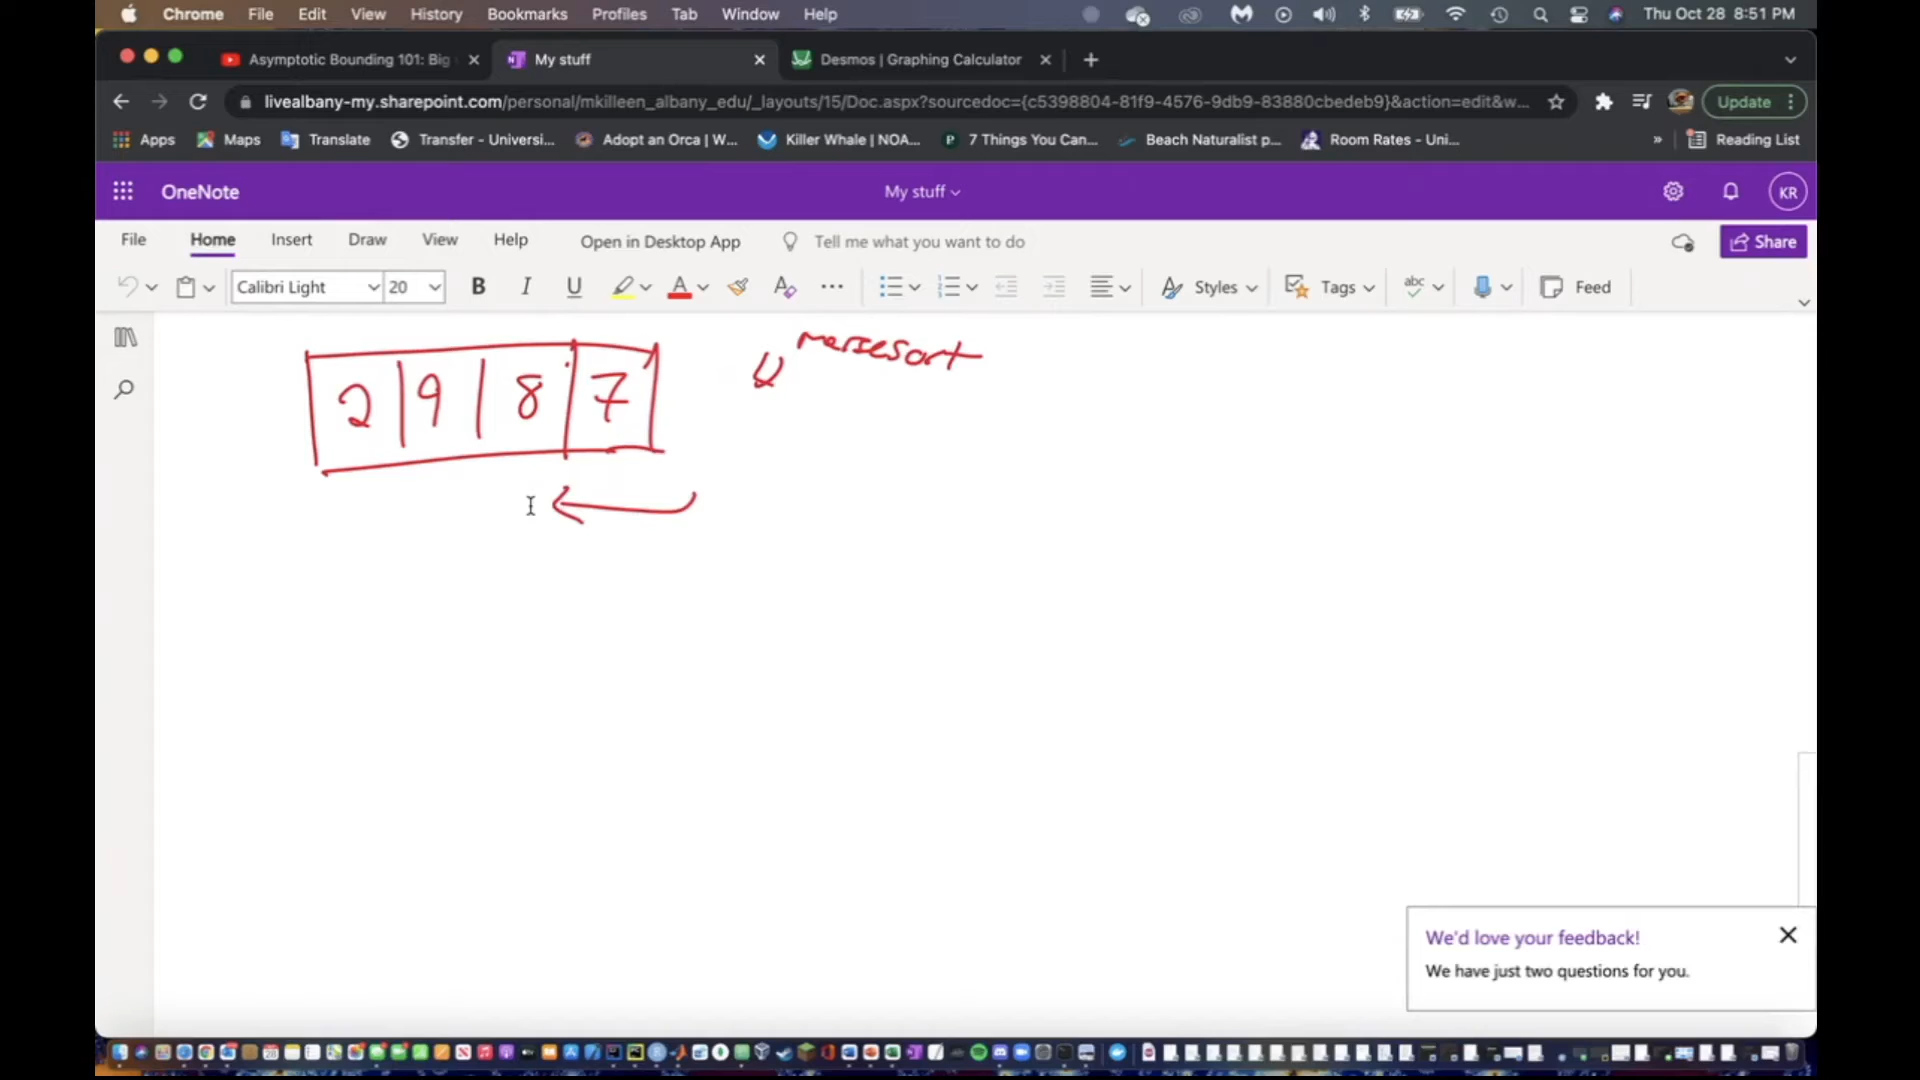 Chrome File Edit View History Bookmarks Profiles Tab Window Help Thu Oct 28 8:51 PM
Asymptotic Bounding 101: Big My stuff Desmos | Graphing Calculator
livealbany-my.sharepoint.com/personal/mkilleen_albany_edu/_layouts/15/Doc.aspx?sourcedoc={c5398804-81f9-4576-9db9-83880cbedeb9}&action=edit&w... Update
Apps Maps Translate Transfer - Universi... Adopt an Orca | W... Killer Whale | NOA... 7 Things You Can... Beach Naturalist p... Room Rates - Uni... » Reading List
OneNote My stuff KR
File Home Insert Draw View Help Open in Desktop App Tell me what you want to do Share
Calibri Light 20 B I U A A ... Styles Tags abc Feed
mergesort
2 9 8 7
We'd love your feedback!
We have just two questions for you.